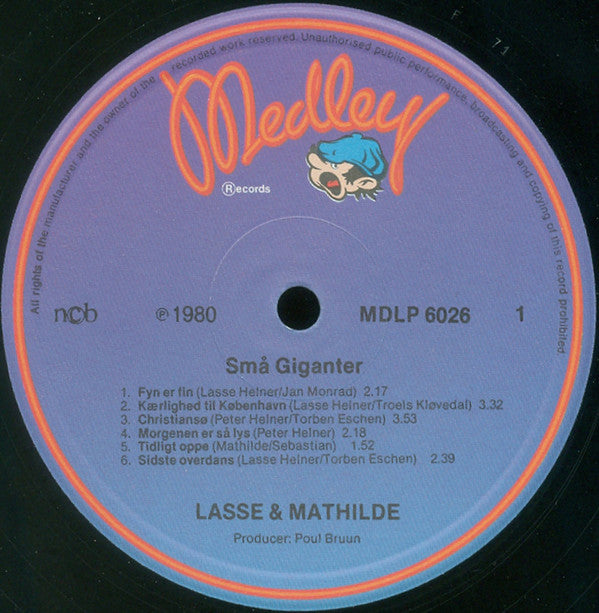 All rights of the manufacturer and the owner of the recorded work reserved. Unauthorised public performance, broadcasting and copying of this record prohibited
F 71
Medley
®ecords
ncb ℗ 1980 MDLP 6026 1
Små Giganter
1. Fyn er fin (Lasse Helner/Jan Monrad) 2.17
2. Kærlighed til København (Lasse Helner/Troels Kløvedal) 3.32
3. Christiansø (Peter Helner/Torben Eschen) 3.53
4. Morgenen er så lys (Peter Helner) 2.18
5. Tidligt oppe (Mathilde/Sebastian) 1.52
6. Sidste overdans (Lasse Helner/Torben Eschen) 2.39
LASSE & MATHILDE
Producer: Poul Bruun